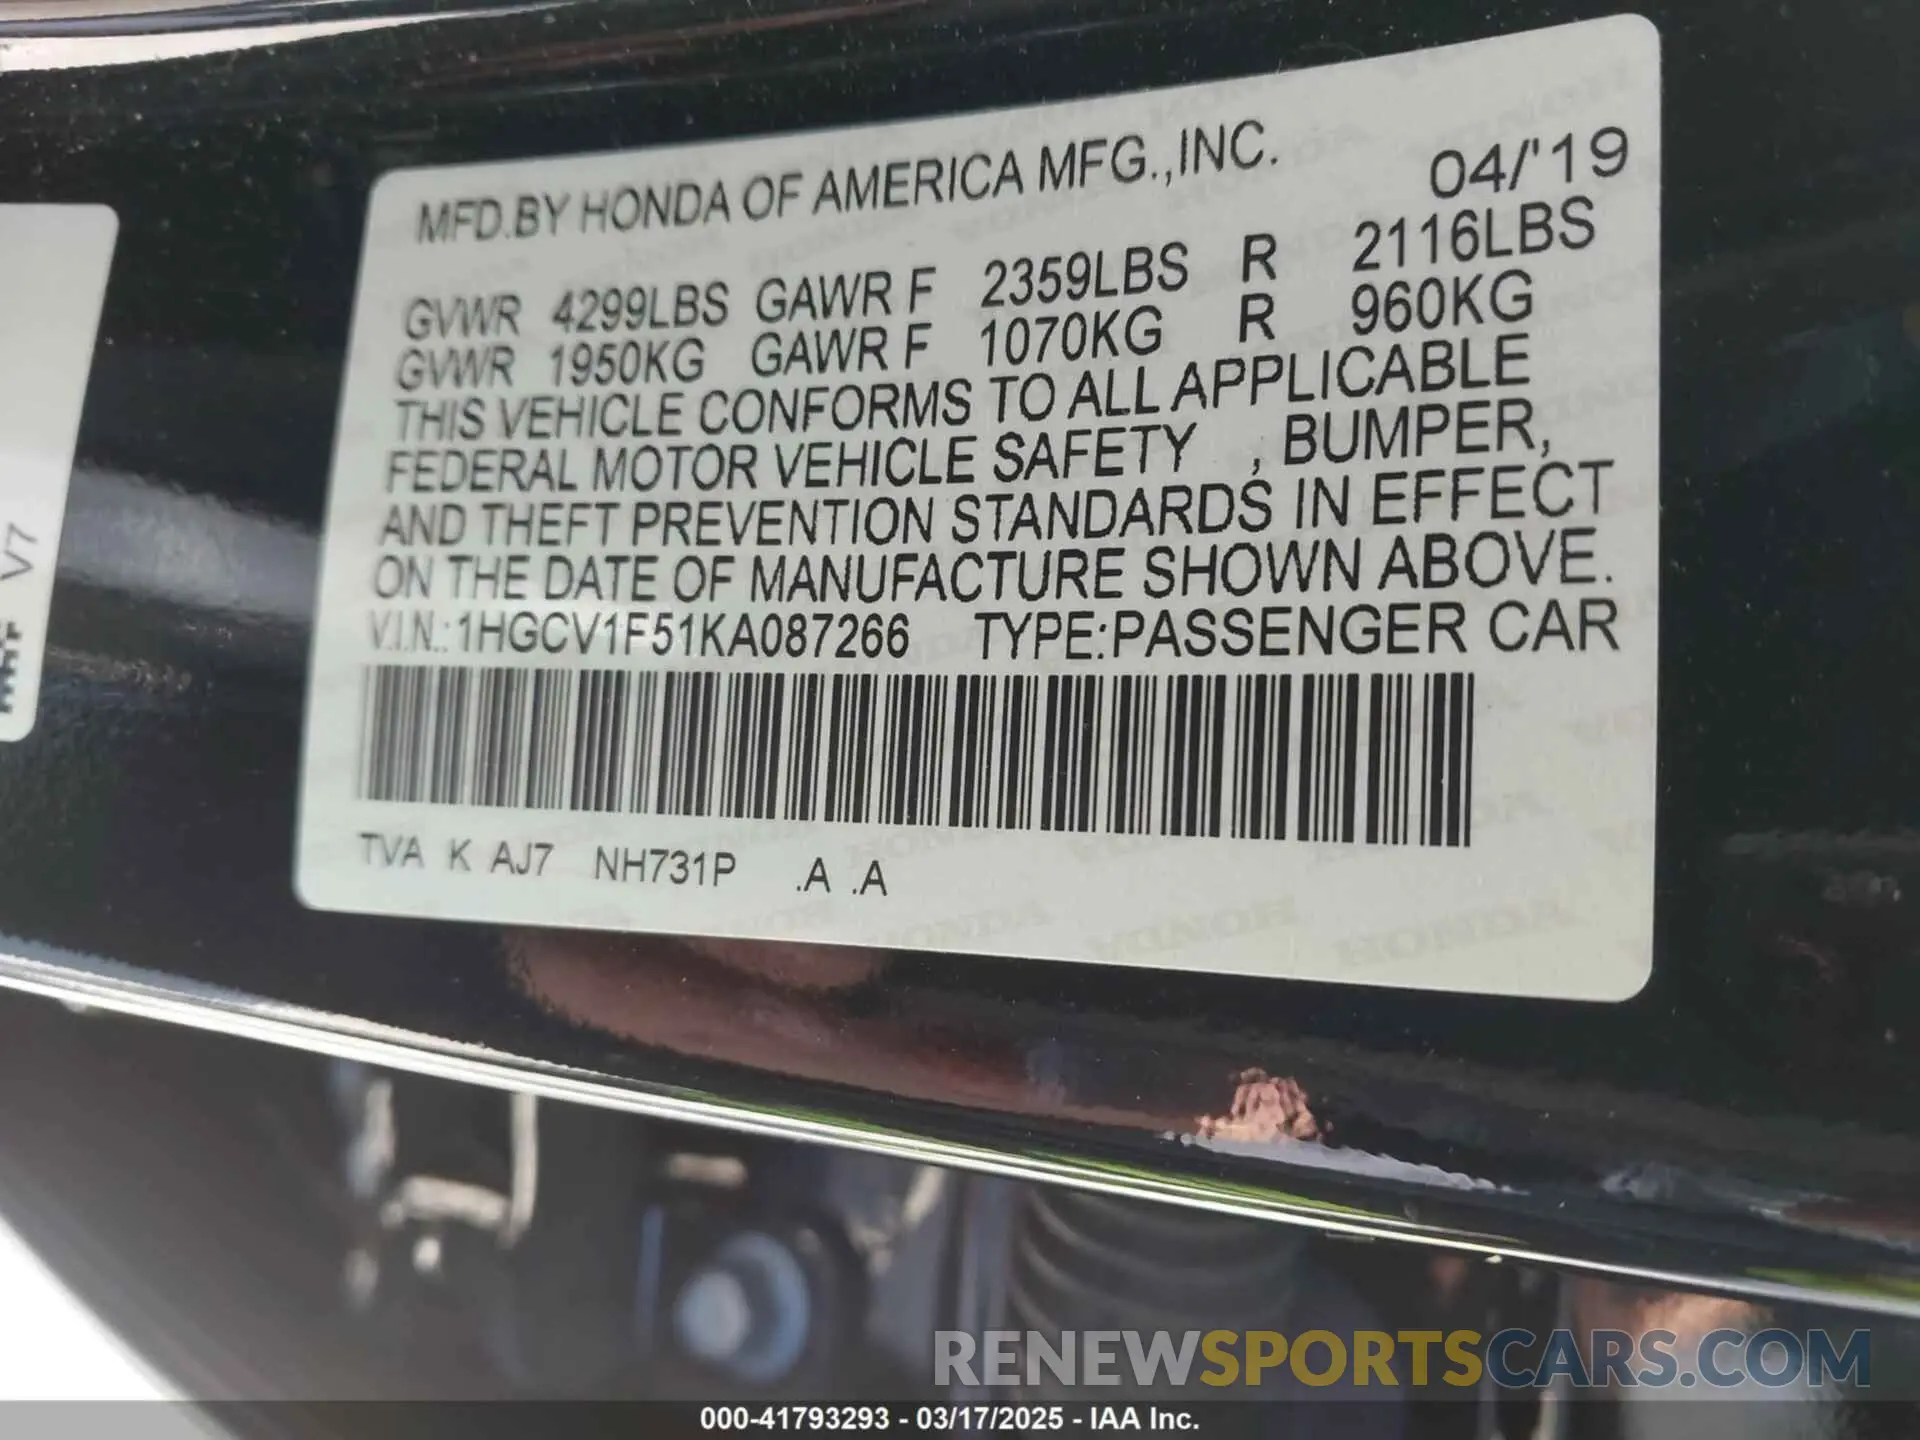 MFD.BY HONDA OF AMERICA MFG.,INC. 04/'19
GVWR 4299LBS GAWR F 2359LBS R 2116LBS
GVWR 1950KG GAWR F 1070KG R 960KG
THIS VEHICLE CONFORMS TO ALL APPLICABLE
FEDERAL MOTOR VEHICLE SAFETY , BUMPER,
AND THEFT PREVENTION STANDARDS IN EFFECT
ON THE DATE OF MANUFACTURE SHOWN ABOVE.
V.I.N.:1HGCV1F51KA087266 TYPE:PASSENGER CAR
TVA K AJ7 NH731P .A .A
V7
RENEWSPORTSCARS.COM
000-41793293 - 03/17/2025 - IAA Inc.